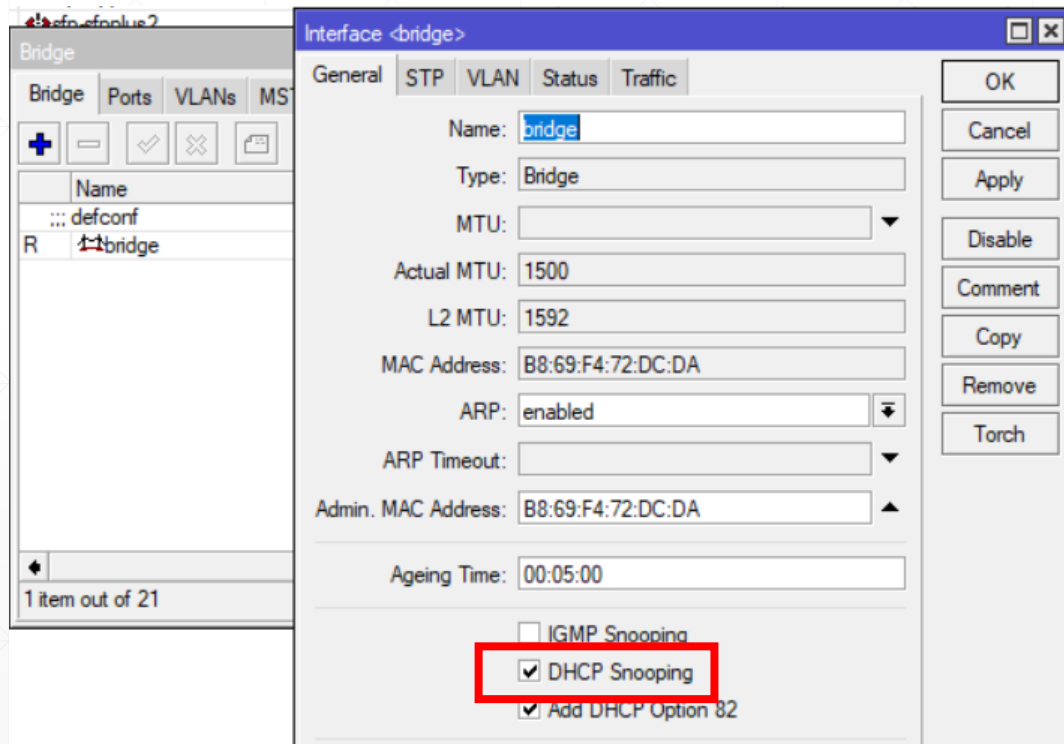 sfp-sfpplus2
Bridge
Bridge Ports VLANs MST
Name
;;; defconf
R bridge
1 item out of 21
Interface <bridge>
General STP VLAN Status Traffic
Name: bridge
Type: Bridge
MTU:
Actual MTU: 1500
L2 MTU: 1592
MAC Address: B8:69:F4:72:DC:DA
ARP: enabled
ARP Timeout:
Admin. MAC Address: B8:69:F4:72:DC:DA
Ageing Time: 00:05:00
IGMP Snooping
DHCP Snooping
Add DHCP Option 82
OK
Cancel
Apply
Disable
Comment
Copy
Remove
Torch